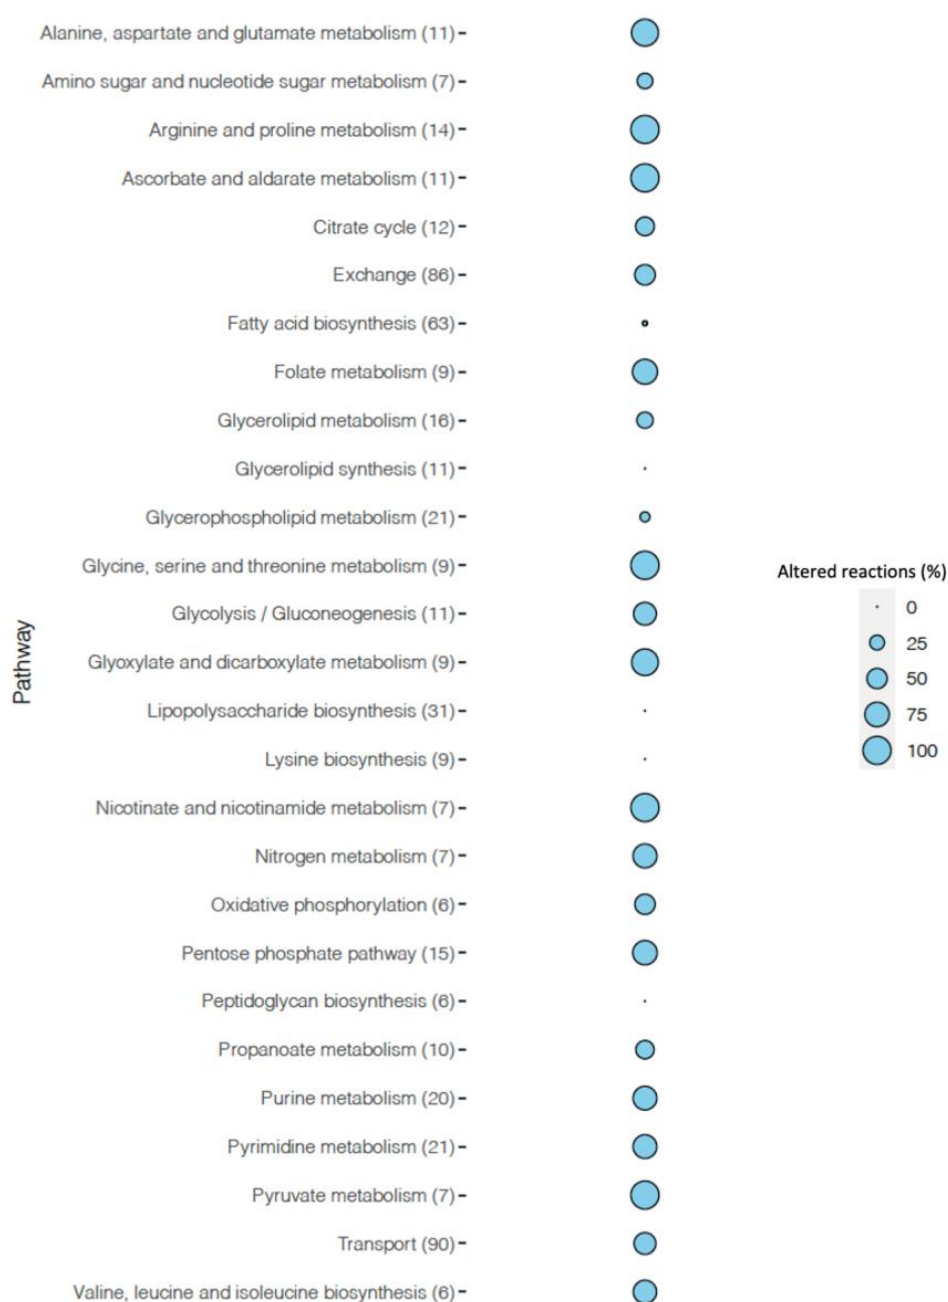 Alanine, aspartate and glutamate metabolism (11)
Amino sugar and nucleotide sugar metabolism (7)
Arginine and proline metabolism (14)
Ascorbate and aldarate metabolism (11)
Citrate cycle (12)
Exchange (86)
Fatty acid biosynthesis (63)
Folate metabolism (9)
Glycerolipid metabolism (16)
Glycerolipid synthesis (11)
Glycerophospholipid metabolism (21)
Glycine, serine and threonine metabolism (9)
Glycolysis / Gluconeogenesis (11)
Glyoxylate and dicarboxylate metabolism (9)
Lipopolysaccharide biosynthesis (31)
Lysine biosynthesis (9)
Nicotinate and nicotinamide metabolism (7)
Nitrogen metabolism (7)
Oxidative phosphorylation (6)
Pentose phosphate pathway (15)
Peptidoglycan biosynthesis (6)
Propanoate metabolism (10)
Purine metabolism (20)
Pyrimidine metabolism (21)
Pyruvate metabolism (7)
Transport (90)
Valine, leucine and isoleucine biosynthesis (6)
Pathway
Altered reactions (%)
0
25
50
75
100